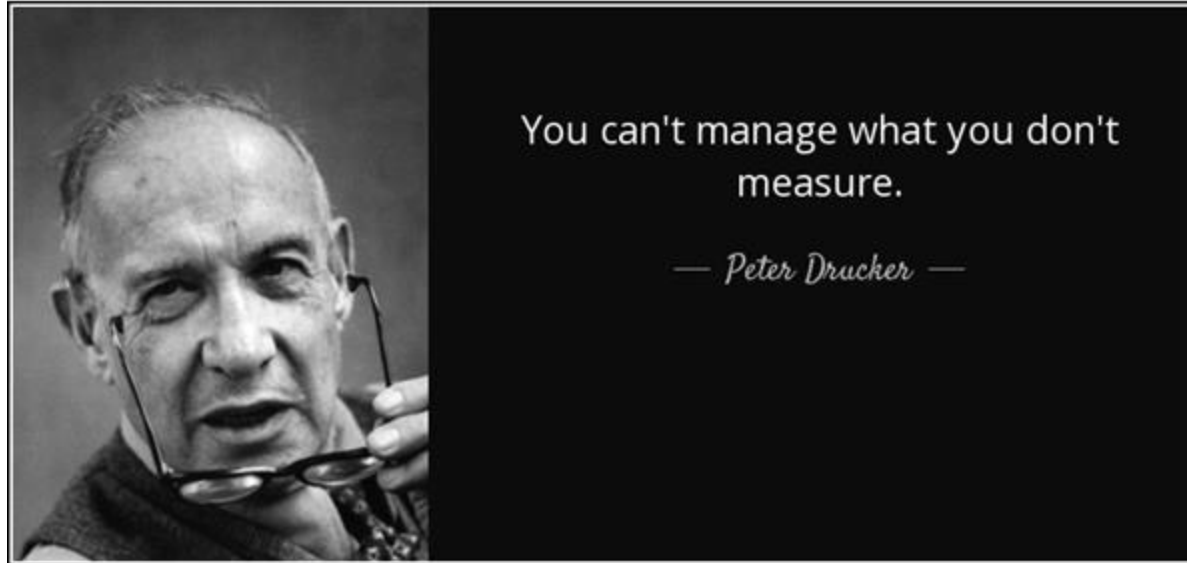 You can't manage what you don't
measure.
— Peter Drucker —